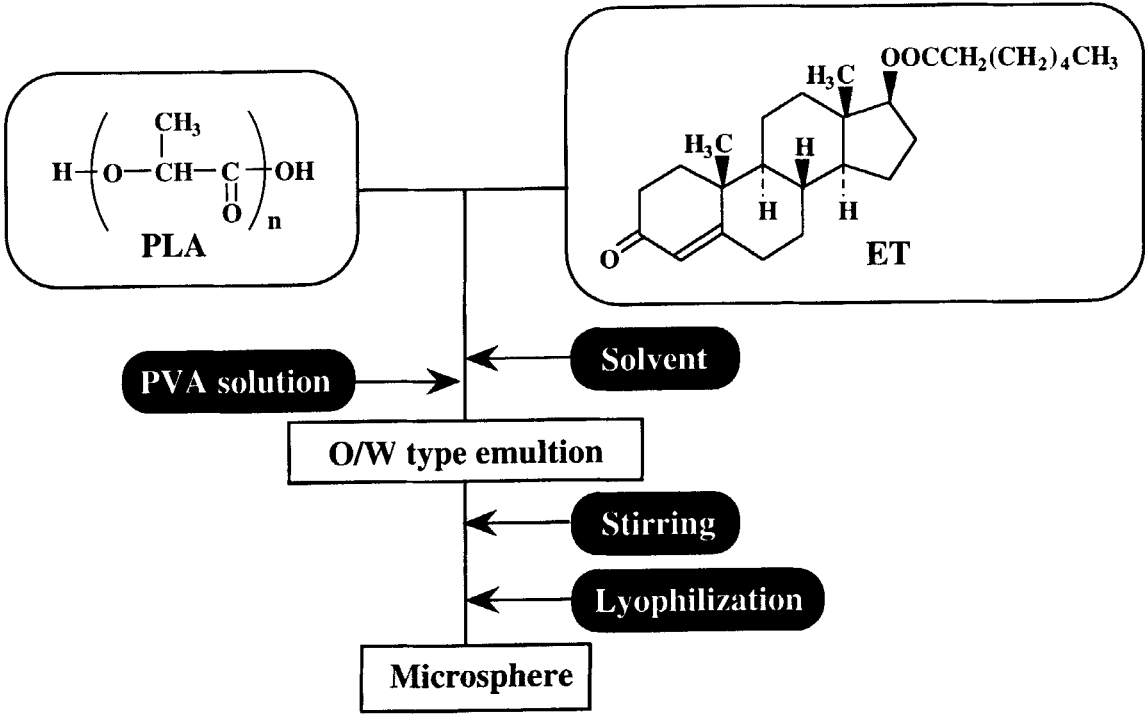 CH₃
H–(O–CH–C)–OH
O
n
PLA
OOCCH₂(CH₂)₄CH₃
H₃C
H₃C
H
H
H
O
ET
Solvent
PVA solution
O/W type emultion
Stirring
Lyophilization
Microsphere